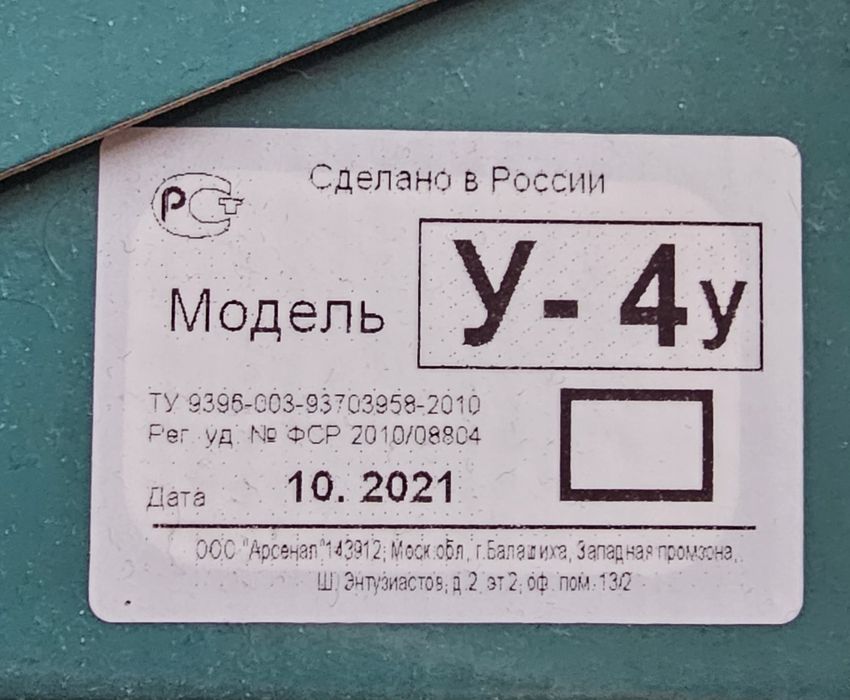 РСТ
Сделано в России
Модель У-4у
ТУ 9396-003-93703958-2010
Рег. уд. № ФСР 2010/08804
Дата 10. 2021
ООО "Арсенал" 143912, Моск.обл., г.Балашиха, Западная промзона,
Ш. Энтузиастов, д.2, эт.2, оф. пом. 13/2